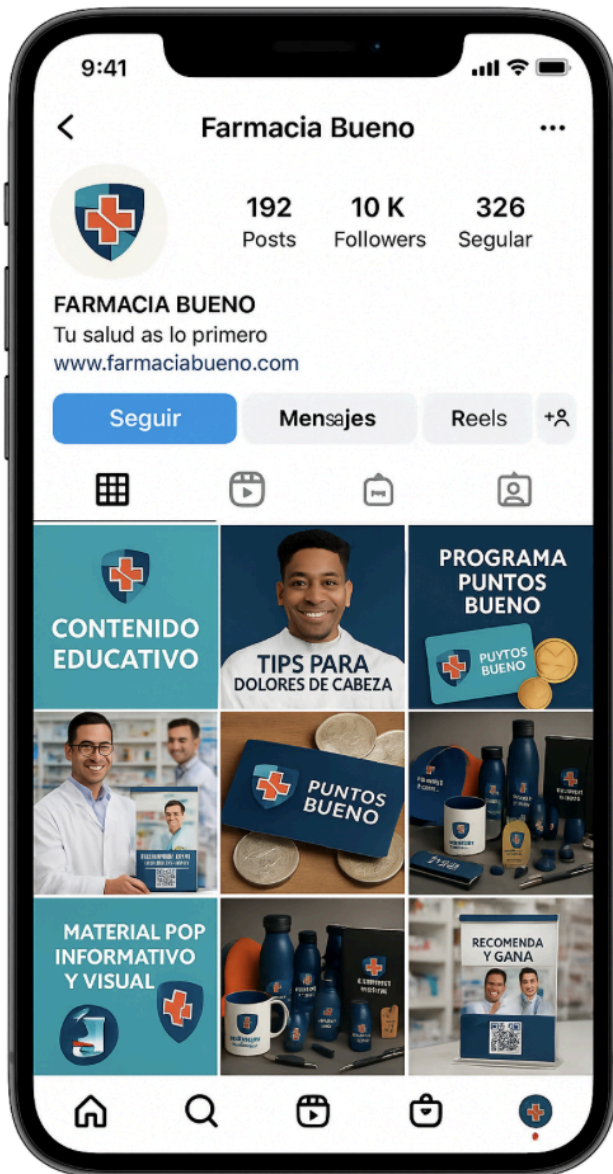 9:41
Farmacia Bueno
192
10 K
326
Posts
Followers
Segular
FARMACIA BUENO
Tu salud as lo primero
www.farmaciabueno.com
Seguir
Mensajes
Reels
CONTENIDO
EDUCATIVO
TIPS PARA
DOLORES DE CABEZA
PROGRAMA
PUNTOS
BUENO
PUYTOS
BUENO
PUNTOS
BUENO
MATERIAL POP
INFORMATIVO
Y VISUAL
RECOMENDA
Y GANA